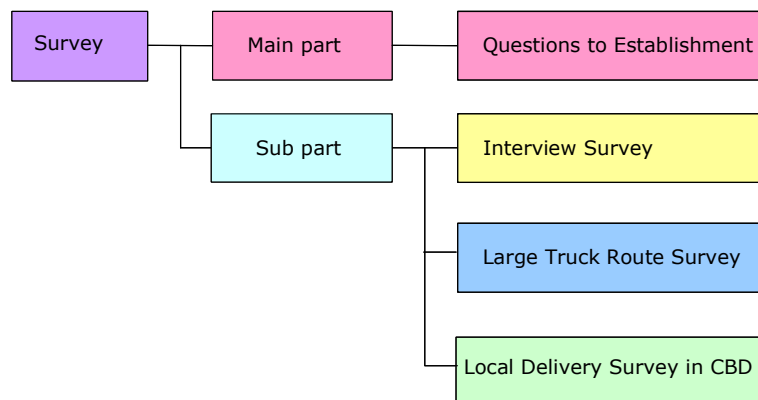 Survey
Main part
Questions to Establishment
Sub part
Interview Survey
Large Truck Route Survey
Local Delivery Survey in CBD